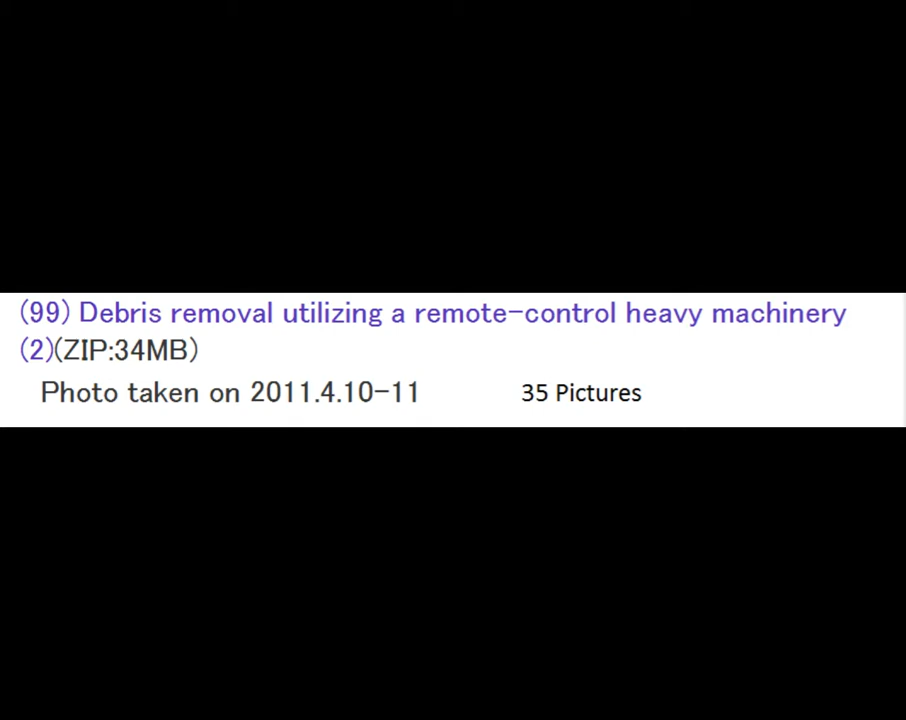 (99) Debris removal utilizing a remote-control heavy machinery
(2)(ZIP:34MB)
Photo taken on 2011.4.10-11 35 Pictures